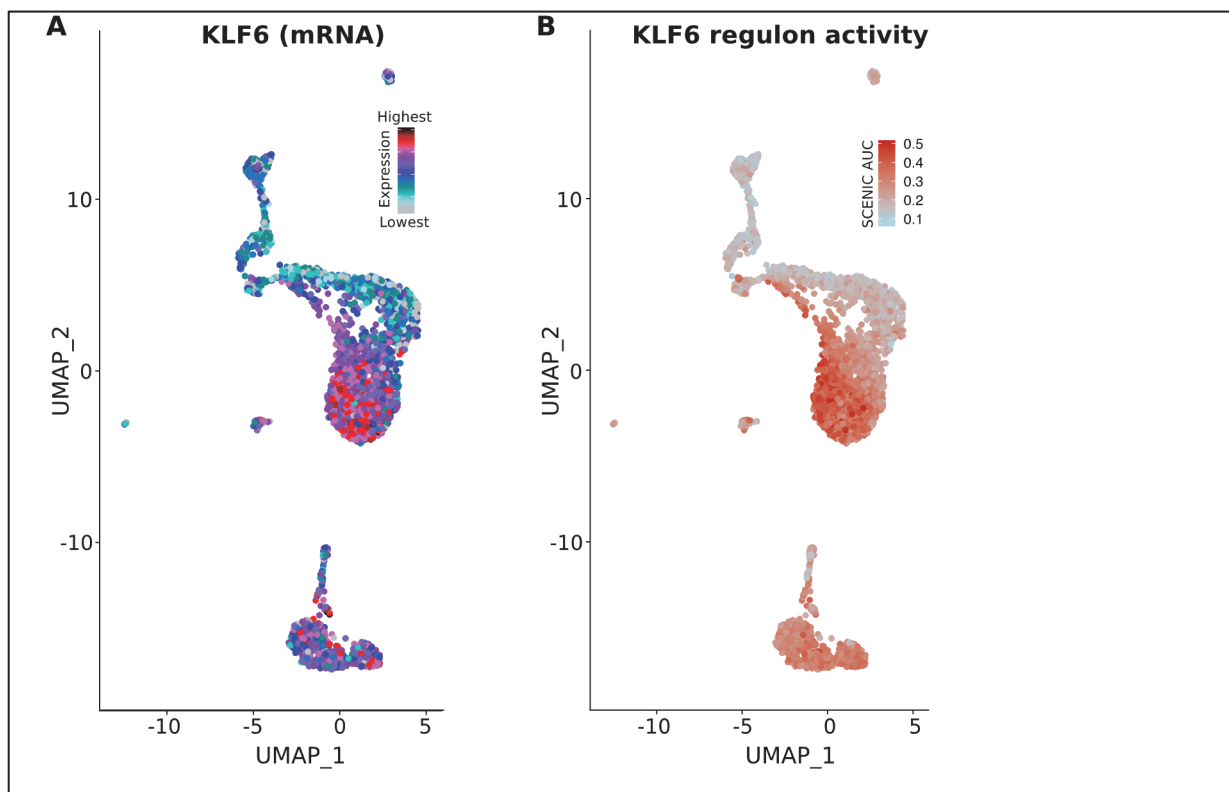 A
KLF6 (mRNA)
Highest
Expression
Lowest
10
0
-10
UMAP_2
-10
-5
0
5
UMAP_1
B
KLF6 regulon activity
SCENIC AUC
0.5
0.4
0.3
0.2
0.1
10
0
-10
UMAP_2
-10
-5
0
5
UMAP_1